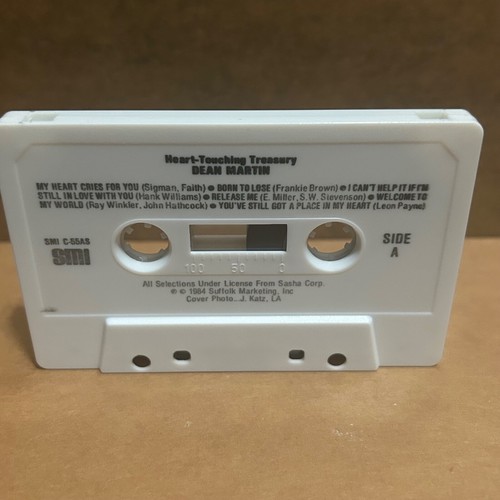 Heart-Touching Treasury
DEAN MARTIN
MY HEART CRIES FOR YOU (Sigman, Faith) ● BORN TO LOSE (Frankie Brown) ● I CAN'T HELP IT IF I'M
STILL IN LOVE WITH YOU (Hank Williams) ● RELEASE ME (E. Miller, S.W. Stevenson) ● WELCOME TO
MY WORLD (Ray Winkler, John Hathcock) ● YOU'VE STILL GOT A PLACE IN MY HEART (Leon Payne)
SMI C-55AS
SMI
SIDE
A
100 50 0
All Selections Under License From Sasha Corp.
℗ © 1984 Suffolk Marketing, Inc
Cover Photo...J. Katz, LA